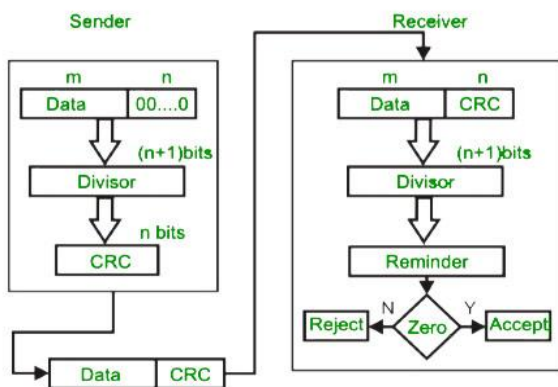 Sender
m n
Data 00....0
(n+1)bits
Divisor
n bits
CRC
Data CRC
Receiver
m n
Data CRC
(n+1)bits
Divisor
Reminder
N Y
Reject Zero Accept